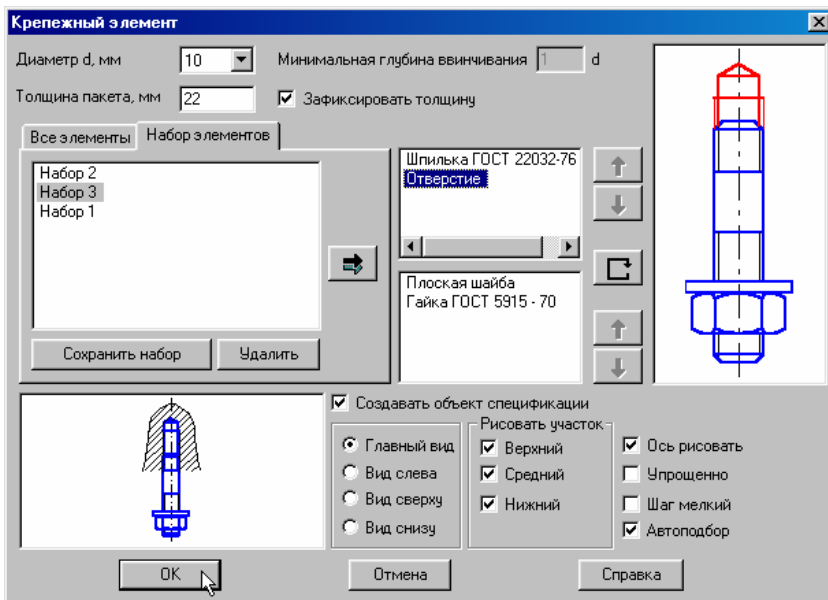 Крепежный элемент
Диаметр d, мм 10 Минимальная глубина ввинчивания 1 d
Толщина пакета, мм 22 Зафиксировать толщину
Все элементы Набор элементов
Набор 2
Набор 3
Набор 1
Шпилька ГОСТ 22032-76
Отверстие
Плоская шайба
Гайка ГОСТ 5915 - 70
Сохранить набор Удалить
Создавать объект спецификации
Главный вид
Вид слева
Вид сверху
Вид снизу
Рисовать участок
Верхний
Средний
Нижний
Ось рисовать
Упрощенно
Шаг мелкий
Автоподбор
OK Отмена Справка